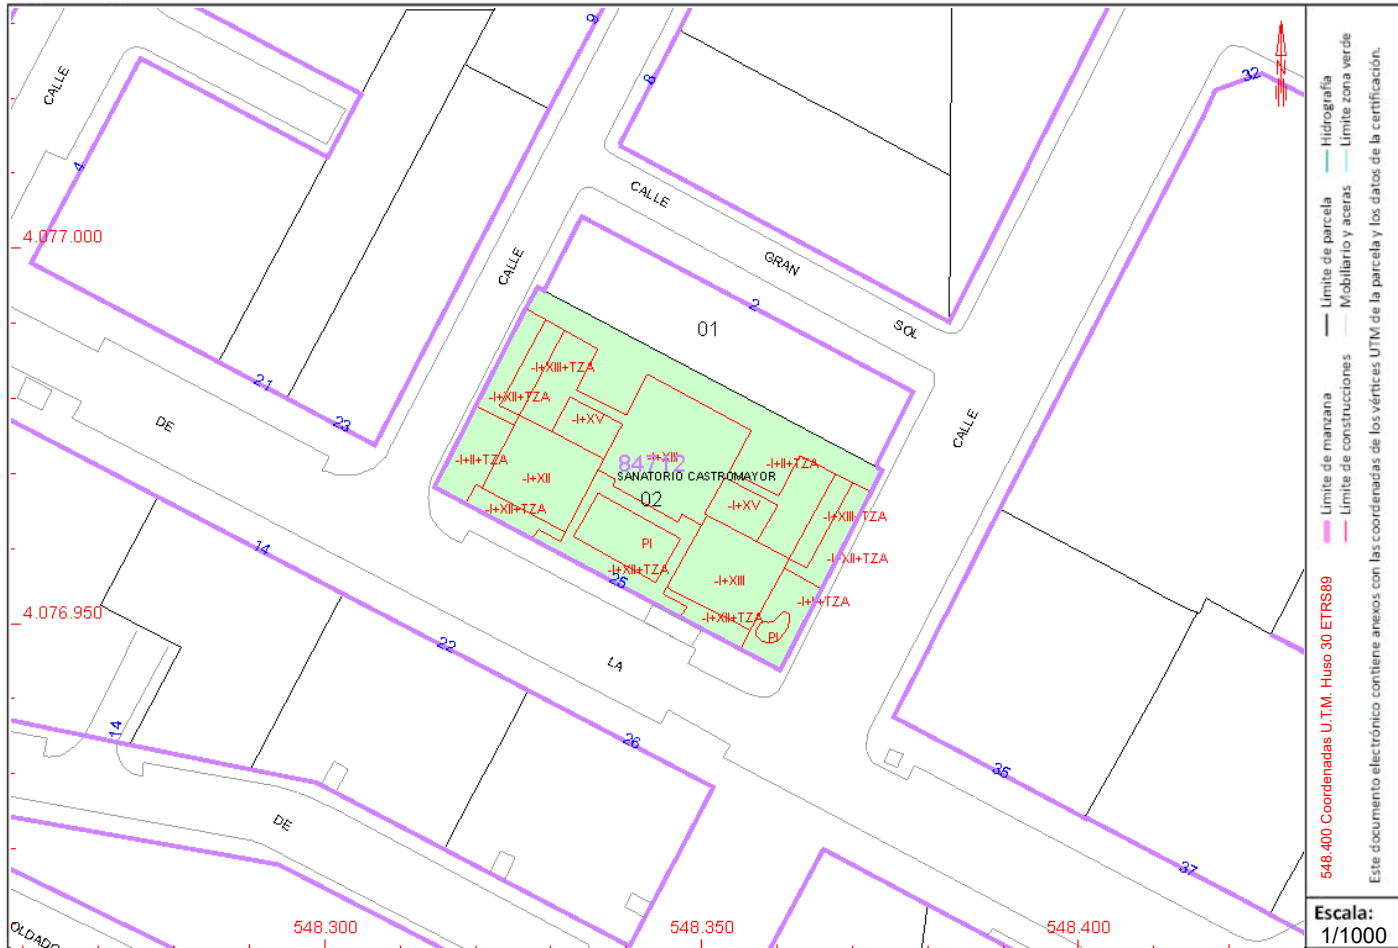 CALLE
4
9
8
32
CALLE
4.077.000
CALLE
GRAN
SOL
2
01
21
23
DE
-I+XIII+TZA
-I+XII+TZA
-I+XV
-I+II+TZA
-I+XII
-I+XII+TZA
84712
-I+XIII
SANATORIO CASTROMAYOR
02
-I+II+TZA
-I+XV
-I+XIII+TZA
PI
-I+XII+TZA
-I+XII+TZA
25
-I+XIII
-I+XII+TZA
PI
CALLE
14
4.076.950
22
LA
26
14
DE
35
37
OLDADO
548.300
548.350
548.400
Límite de manzana
Límite de parcela
Hidrografía
Límite de construcciones
Mobiliario y aceras
Límite zona verde
548.400 Coordenadas U.T.M. Huso 30 ETRS89
Este documento electrónico contiene anexos con las coordenadas de los vértices UTM de la parcela y los datos de la certificación.
Escala:
1/1000